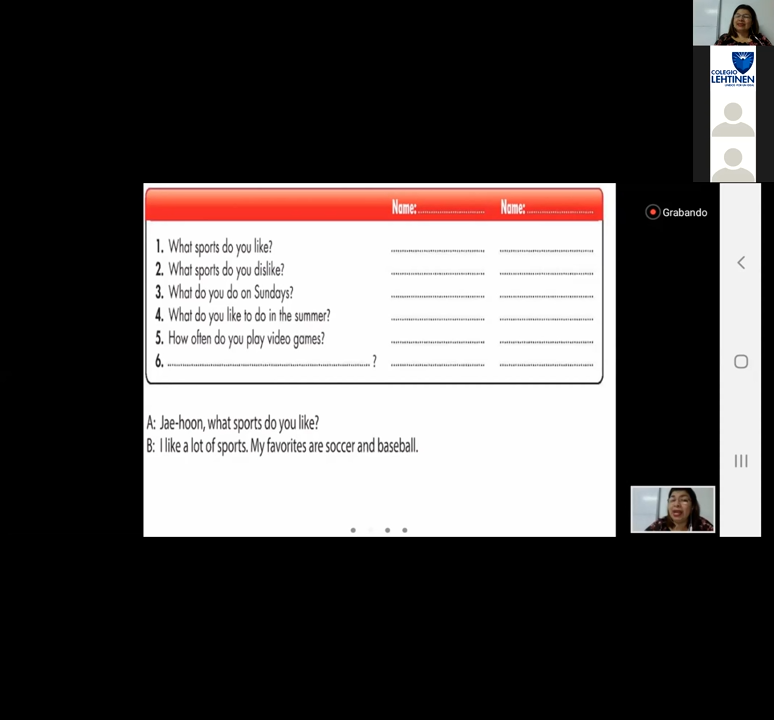 COLEGIO
LEHTINEN
Grabando
Name: Name:
1. What sports do you like?
2. What sports do you dislike?
3. What do you do on Sundays?
4. What do you like to do in the summer?
5. How often do you play video games?
6. ?
A: Jae-hoon, what sports do you like?
B: I like a lot of sports. My favorites are soccer and baseball.